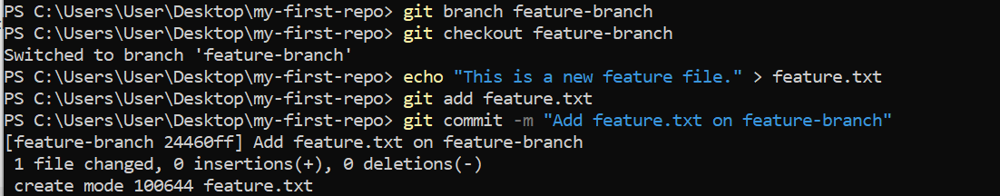 PS C:\Users\User\Desktop\my-first-repo> git branch feature-branch
PS C:\Users\User\Desktop\my-first-repo> git checkout feature-branch
Switched to branch 'feature-branch'
PS C:\Users\User\Desktop\my-first-repo> echo "This is a new feature file." > feature.txt
PS C:\Users\User\Desktop\my-first-repo> git add feature.txt
PS C:\Users\User\Desktop\my-first-repo> git commit -m "Add feature.txt on feature-branch"
[feature-branch 24460ff] Add feature.txt on feature-branch
 1 file changed, 0 insertions(+), 0 deletions(-)
 create mode 100644 feature.txt